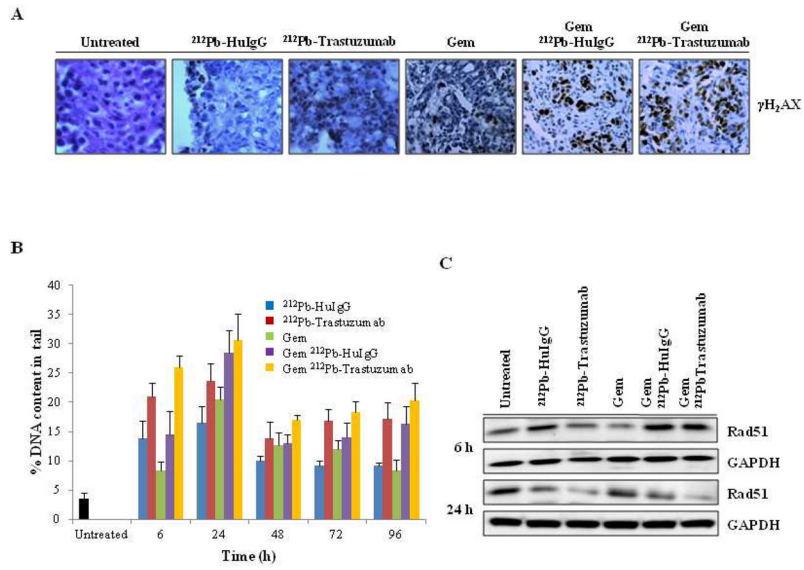 A
Untreated
²¹²Pb-HuIgG
²¹²Pb-Trastuzumab
Gem
Gem
²¹²Pb-HuIgG
Gem
²¹²Pb-Trastuzumab
γH₂AX
B
% DNA content in tail
40
35
30
25
20
15
10
5
0
²¹²Pb-HuIgG
²¹²Pb-Trastuzumab
Gem
Gem ²¹²Pb-HuIgG
Gem ²¹²Pb-Trastuzumab
Untreated 6 24 48 72 96
Time (h)
C
Untreated
²¹²Pb-HuIgG
²¹²Pb-Trastuzumab
Gem
Gem
²¹²Pb-HuIgG
Gem
²¹²PbTrastuzumab
6 h
Rad51
GAPDH
24 h
Rad51
GAPDH